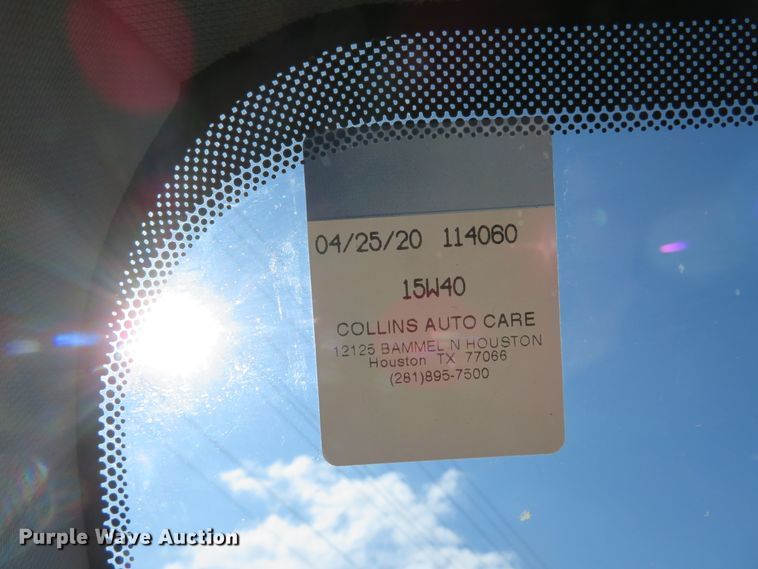 04/25/20 114060
15W40
COLLINS AUTO CARE
12125 BAMMEL N HOUSTON
Houston TX 77066
(281)895-7500
Purple Wave Auction